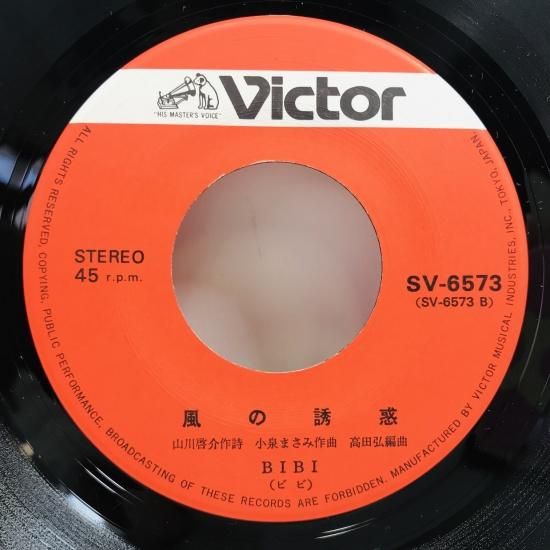 Victor
"HIS MASTER'S VOICE"
STEREO
45 r.p.m.
SV-6573
(SV-6573 B)
風の誘惑
山川啓介作詩 小泉まさみ作曲 高田弘編曲
BIBI
(ビビ)
ALL RIGHTS RESERVED, COPYING, PUBLIC PERFORMANCE, BROADCASTING OF THESE RECORDS ARE FORBIDDEN. MANUFACTURED BY VICTOR MUSICAL INDUSTRIES, INC., TOKYO, JAPAN.